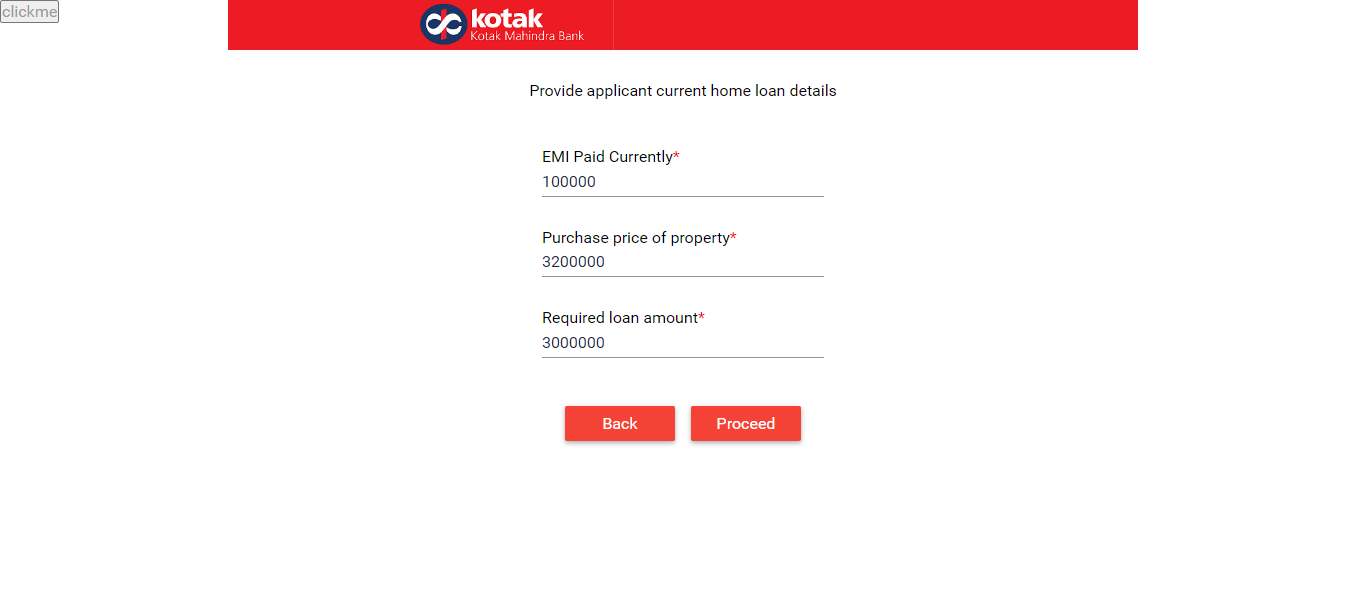 clickme
kotak
Kotak Mahindra Bank
Provide applicant current home loan details
EMI Paid Currently*
100000
Purchase price of property*
3200000
Required loan amount*
3000000
Back Proceed